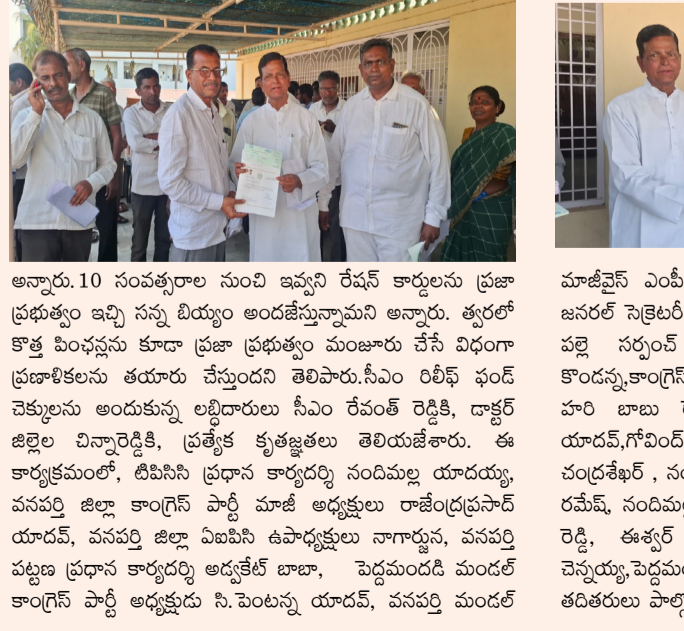 అన్నారు.10 సంవత్సరాల నుంచి ఇవ్వని రేషన్ కార్డులను ప్రజా
ప్రభుత్వం ఇచ్చి సన్న బియ్యం అందజేస్తున్నామని అన్నారు. త్వరలో
కొత్త పింఛన్లను కూడా ప్రజా ప్రభుత్వం మంజూరు చేసే విధంగా
ప్రణాళికలను తయారు చేస్తుందని తెలిపారు.సీఎం రిలీఫ్ ఫండ్
చెక్కులను అందుకున్న లబ్ధిదారులు సీఎం రేవంత్ రెడ్డికి, డాక్టర్
జిల్లెల చిన్నారెడ్డికి, ప్రత్యేక కృతజ్ఞతలు తెలియజేశారు. ఈ
కార్యక్రమంలో, టిపిసిసి ప్రధాన కార్యదర్శి నందిమల్ల యాదయ్య,
వనపర్తి జిల్లా కాంగ్రెస్ పార్టీ మాజీ అధ్యక్షులు రాజేంద్రప్రసాద్
యాదవ్, వనపర్తి జిల్లా ఏఐపిసి ఉపాధ్యక్షులు నాగార్జున, వనపర్తి
పట్టణ ప్రధాన కార్యదర్శి అడ్వకేట్ బాబా, పెద్దమందడి మండల్
కాంగ్రెస్ పార్టీ అధ్యక్షుడు సి.పెంటన్న యాదవ్, వనపర్తి మండల్
మాజీవైస్ ఎంపీ
జనరల్ సెక్రెటరీ
పల్లె సర్పంచ్
కొండన్న,కాంగ్రెస్
హరి బాబు
యాదవ్,గోవింద్
చంద్రశేఖర్ ,
రమేష్, నందిమల్ల
రెడ్డి, ఈశ్వర్
చెన్నయ్య,పెద్దమం
తదితరులు